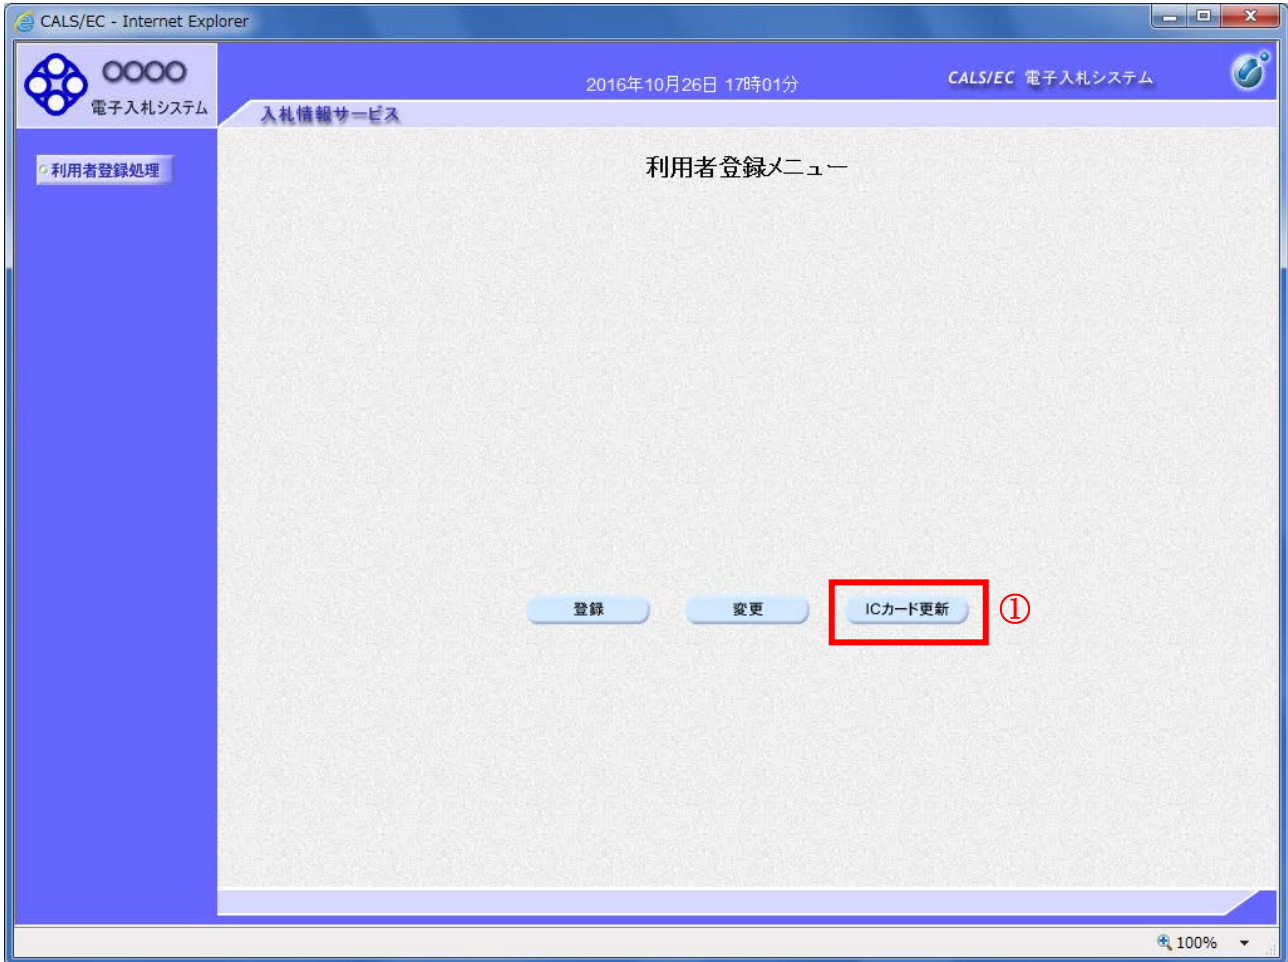 CALS/EC - Internet Explorer
〇〇〇〇
電子入札システム
2016年10月26日 17時01分
CALS/EC 電子入札システム
入札情報サービス
利用者登録処理
利用者登録メニュー
登録
変更
ICカード更新
①
100%